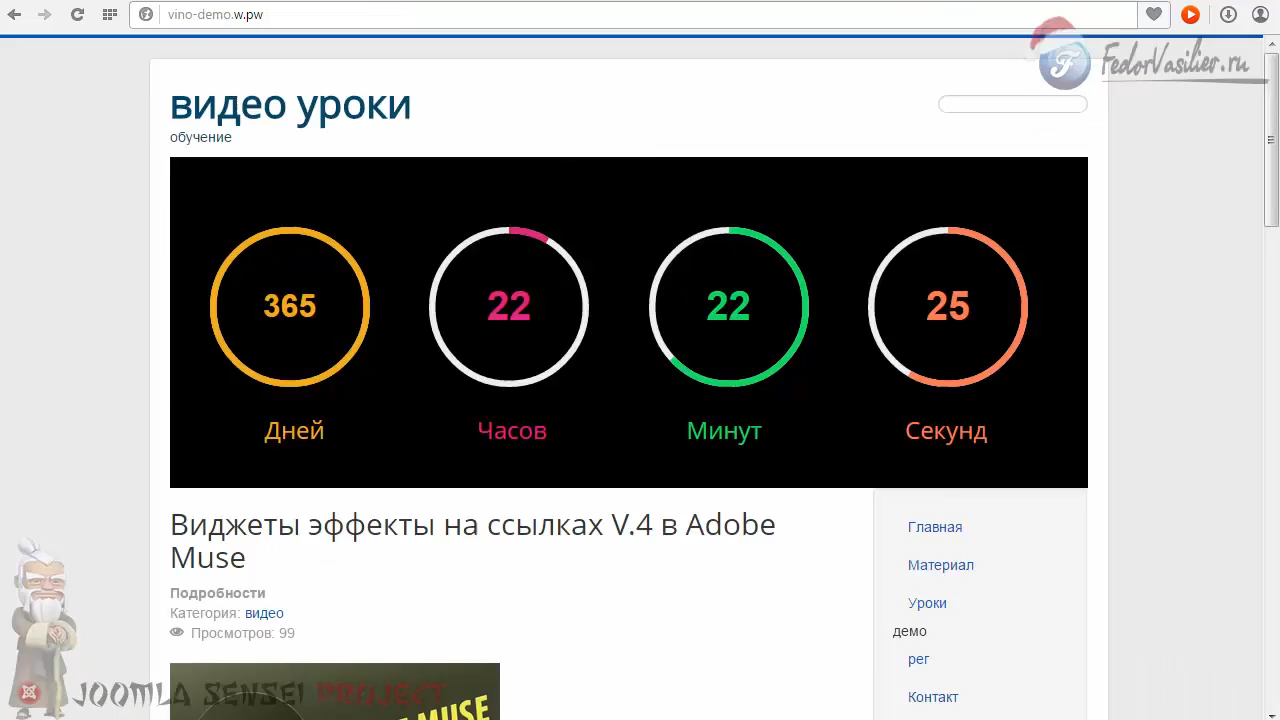 vino-demo.w.pw
FedorVasilier.ru
видео уроки
обучение
365
22
22
25
Дней
Часов
Минут
Секунд
Виджеты эффекты на ссылках V.4 в Adobe
Muse
Подробности
Категория: видео
Просмотров: 99
Главная
Материал
Уроки
демо
рег
Контакт
JOOMLA SENSEI PROJECT
MUSE